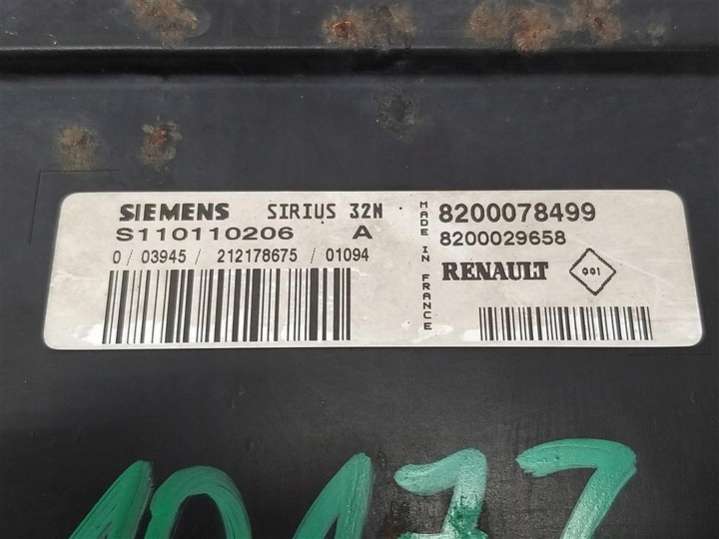 SIEMENS SIRIUS 32N
S110110206 A
0 / 03945 / 212178675 / 01094
MADE IN FRANCE
8200078499
8200029658
RENAULT 001